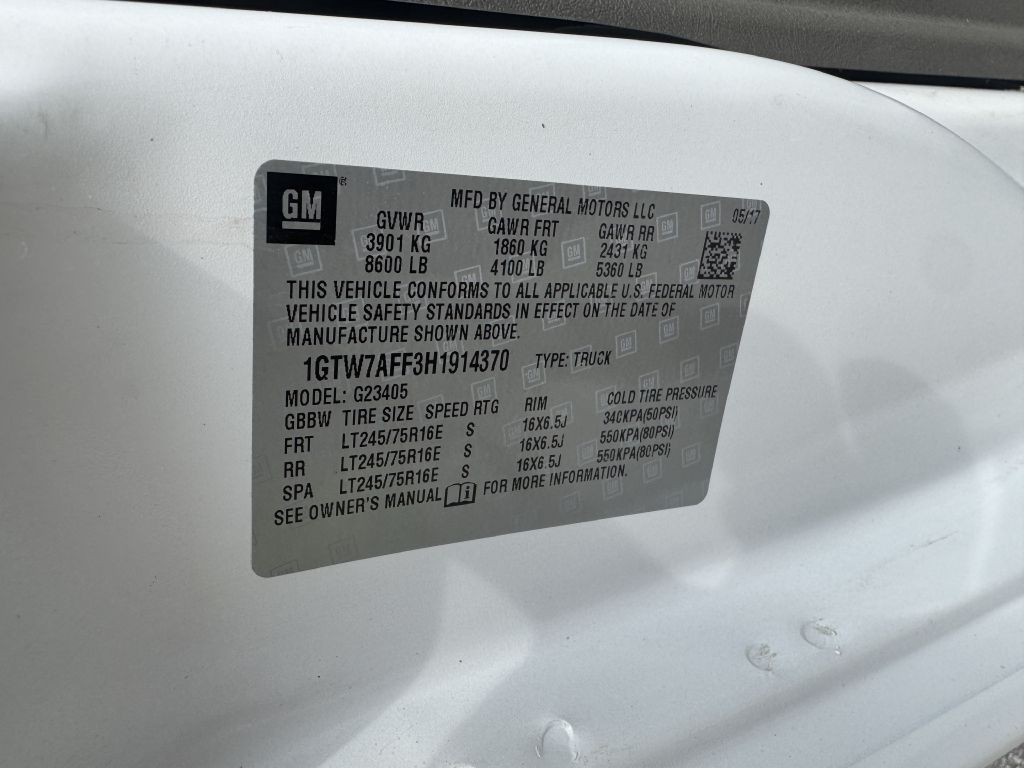 GM ®
MFD BY GENERAL MOTORS LLC 05/17
GVWR GAWR FRT GAWR RR
3901 KG 1860 KG 2431 KG
8600 LB 4100 LB 5360 LB
THIS VEHICLE CONFORMS TO ALL APPLICABLE U.S. FEDERAL MOTOR
VEHICLE SAFETY STANDARDS IN EFFECT ON THE DATE OF
MANUFACTURE SHOWN ABOVE.
1GTW7AFF3H1914370 TYPE: TRUCK
MODEL: G23405
GBBW TIRE SIZE SPEED RTG RIM COLD TIRE PRESSURE
FRT LT245/75R16E S 16X6.5J 340KPA(50PSI)
RR LT245/75R16E S 16X6.5J 550KPA(80PSI)
SPA LT245/75R16E S 16X6.5J 550KPA(80PSI)
SEE OWNER'S MANUAL i FOR MORE INFORMATION.